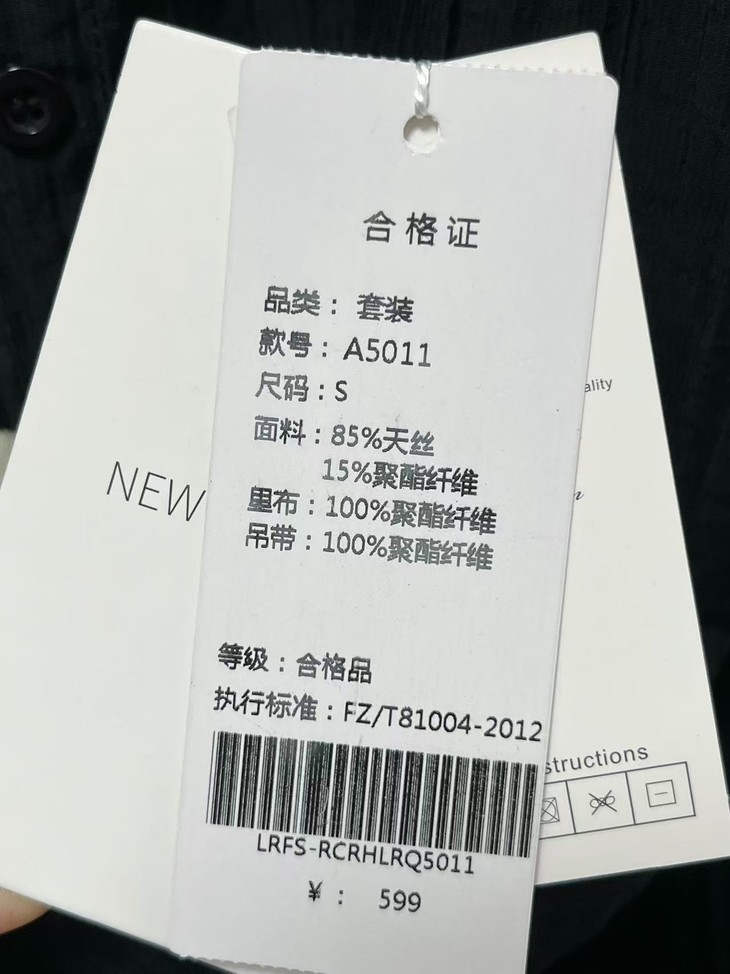 合格证
品类： 套装
款号： A5011
尺码：S
面料：85%天丝
15%聚酯纤维
里布：100%聚酯纤维
吊带：100%聚酯纤维
等级：合格品
执行标准：FZ/T81004-2012
LRFS-RCRHLRQ5011
￥： 599
NEW
ality
structions